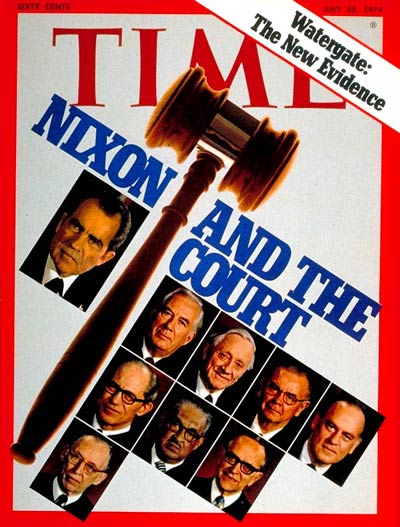 SIXTY CENTS
JULY 22, 1974
Watergate:
The New Evidence
TIME
®
NIXON
AND THE
COURT